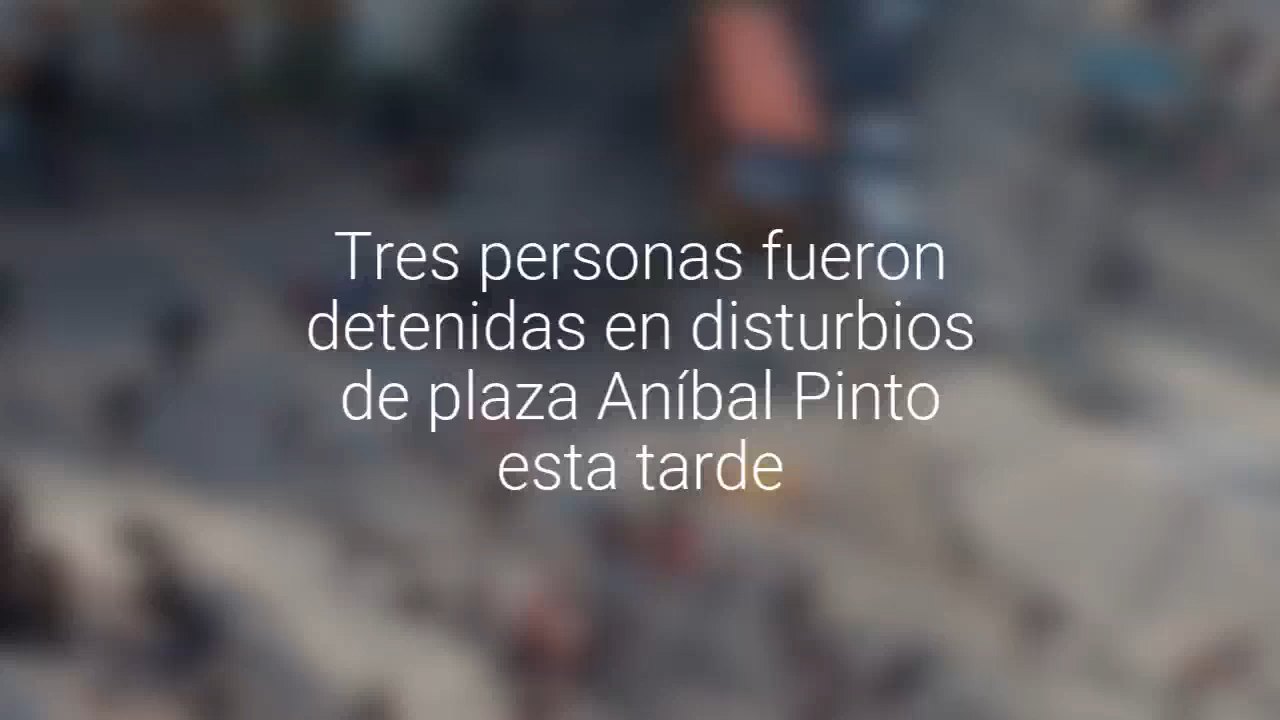 Tres personas fueron
detenidas en disturbios
de plaza Aníbal Pinto
esta tarde